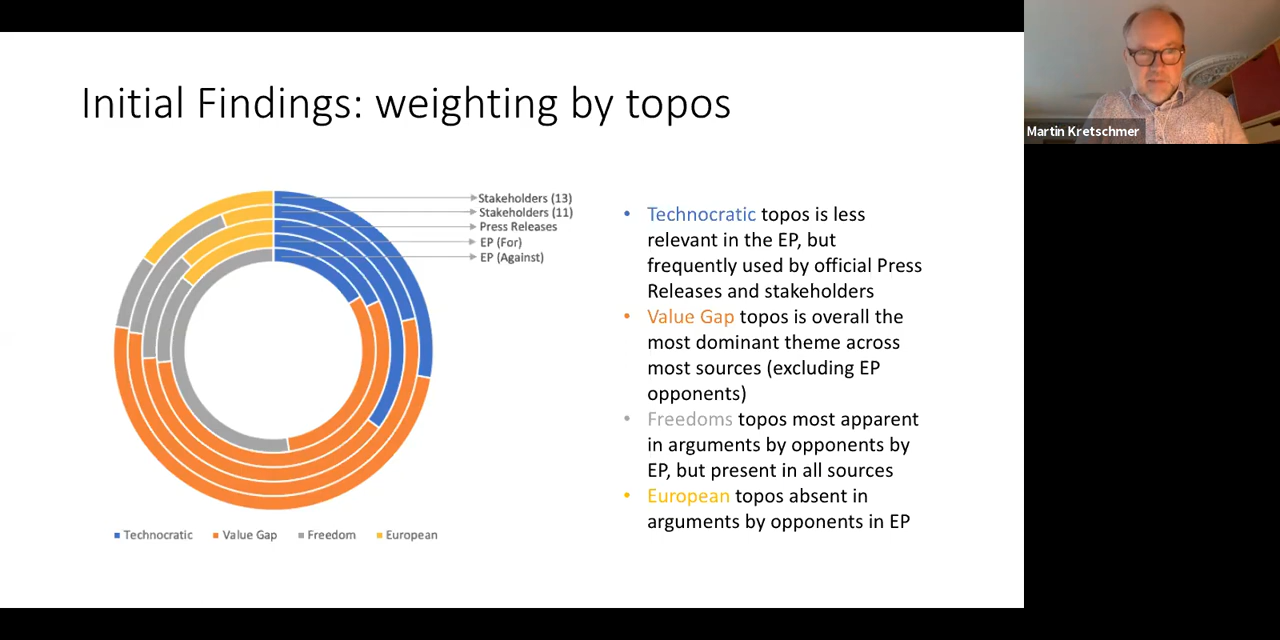 Initial Findings: weighting by topos
Stakeholders (13)
Stakeholders (11)
Press Releases
EP (For)
EP (Against)
Technocratic Value Gap Freedom European
• Technocratic topos is less
relevant in the EP, but
frequently used by official Press
Releases and stakeholders
• Value Gap topos is overall the
most dominant theme across
most sources (excluding EP
opponents)
• Freedoms topos most apparent
in arguments by opponents by
EP, but present in all sources
• European topos absent in
arguments by opponents in EP
Martin Kretschmer